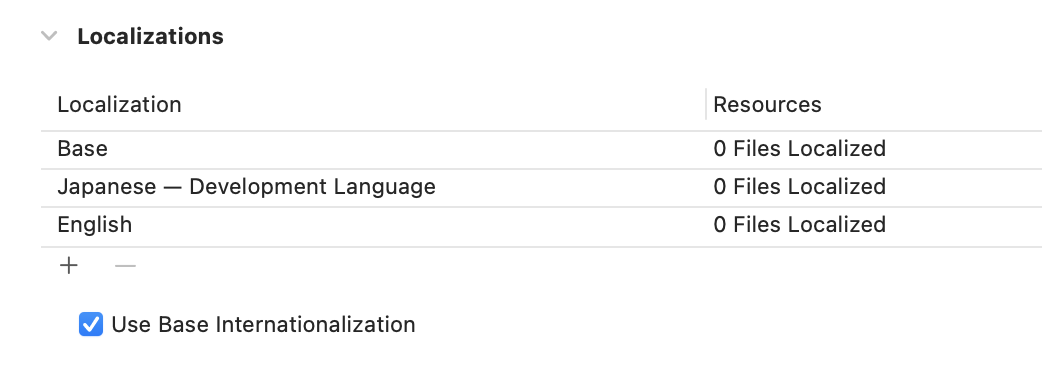 Localizations
Localization Resources
Base 0 Files Localized
Japanese — Development Language 0 Files Localized
English 0 Files Localized
Use Base Internationalization